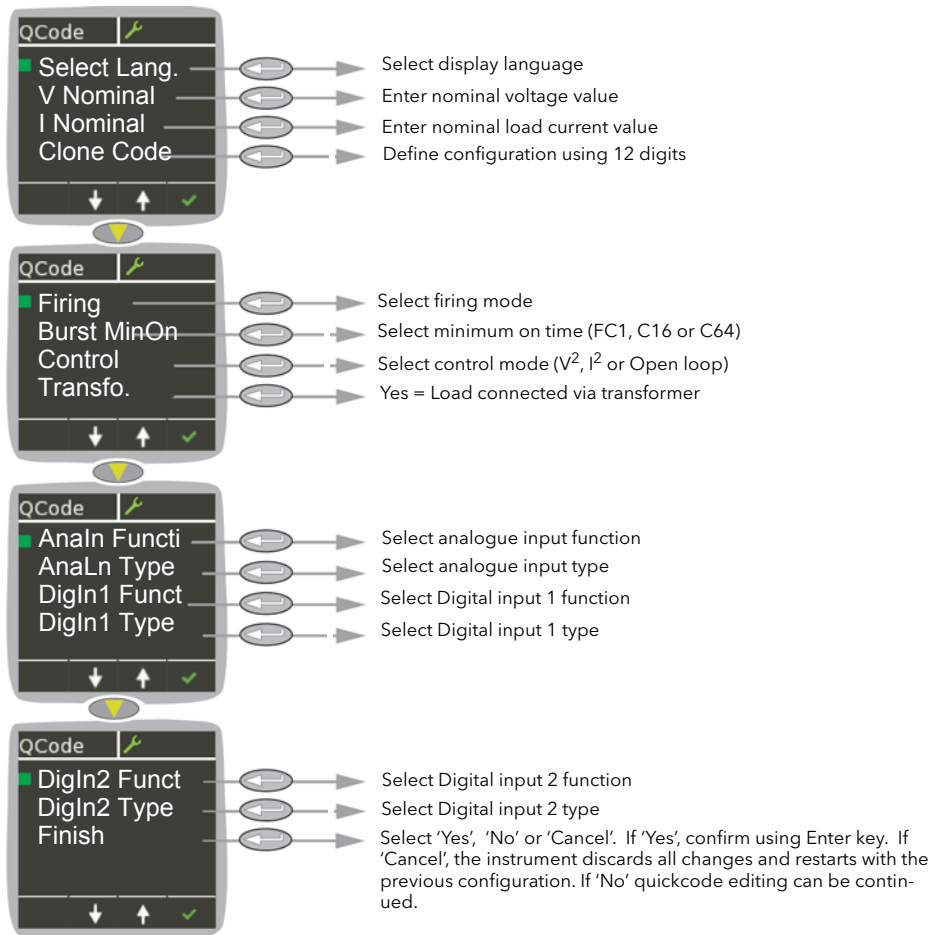 QCode
Select Lang.
Select display language
V Nominal
Enter nominal voltage value
I Nominal
Enter nominal load current value
Clone Code
Define configuration using 12 digits
QCode
Firing
Select firing mode
Burst MinOn
Select minimum on time (FC1, C16 or C64)
Control
Select control mode (V², I² or Open loop)
Transfo.
Yes = Load connected via transformer
QCode
AnaIn Functi
Select analogue input function
AnaLn Type
Select analogue input type
DigIn1 Funct
Select Digital input 1 function
DigIn1 Type
Select Digital input 1 type
QCode
DigIn2 Funct
Select Digital input 2 function
DigIn2 Type
Select Digital input 2 type
Finish
Select ‘Yes’, ‘No’ or ‘Cancel’. If ‘Yes’, confirm using Enter key. If
‘Cancel’, the instrument discards all changes and restarts with the
previous configuration. If ‘No’ quickcode editing can be contin-
ued.